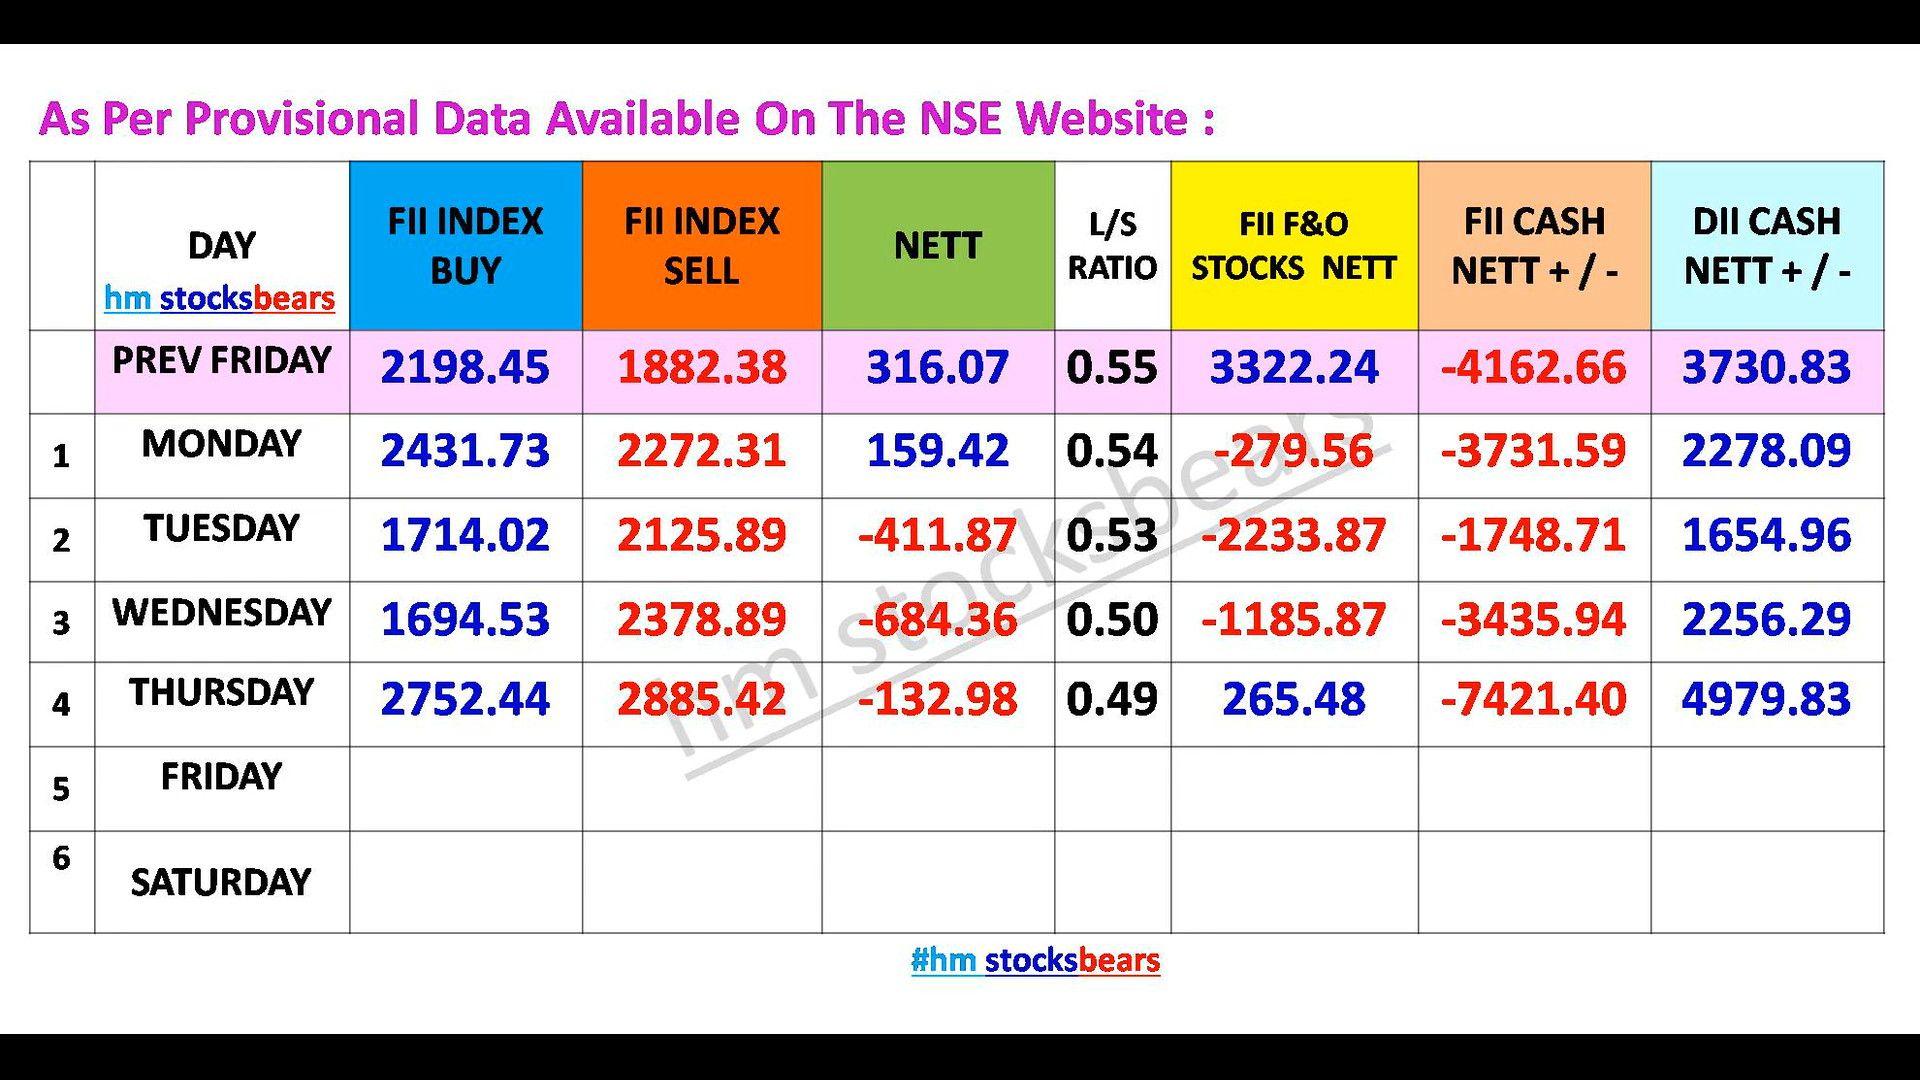 As Per Provisional Data Available On The NSE Website :
DAY
hm stocksbears
FII INDEX
BUY
FII INDEX
SELL
NETT
L/S
RATIO
FII F&O
STOCKS NETT
FII CASH
NETT + / -
DII CASH
NETT + / -
PREV FRIDAY 2198.45 1882.38 316.07 0.55 3322.24 -4162.66 3730.83
1 MONDAY 2431.73 2272.31 159.42 0.54 -279.56 -3731.59 2278.09
2 TUESDAY 1714.02 2125.89 -411.87 0.53 -2233.87 -1748.71 1654.96
3 WEDNESDAY 1694.53 2378.89 -684.36 0.50 -1185.87 -3435.94 2256.29
4 THURSDAY 2752.44 2885.42 -132.98 0.49 265.48 -7421.40 4979.83
5 FRIDAY
6 SATURDAY
hm stocksbears
#hm stocksbears